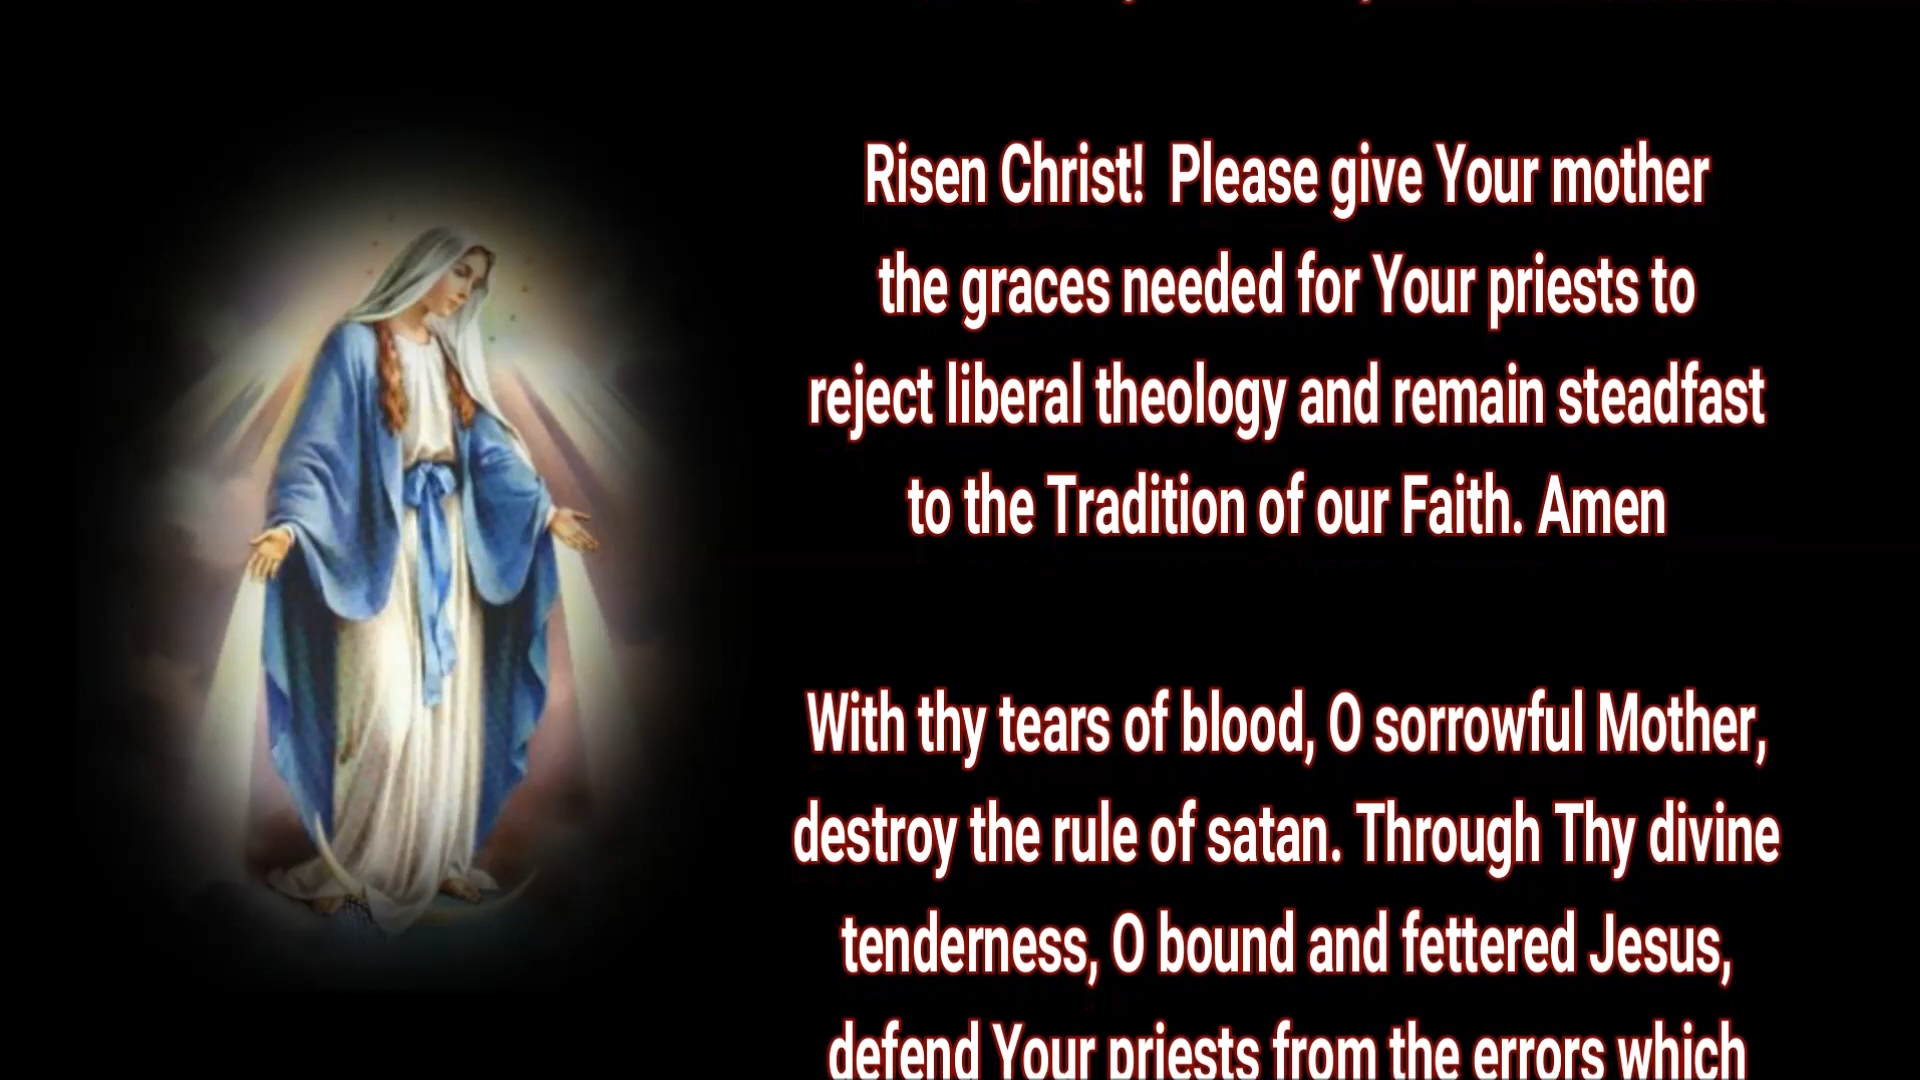 Risen Christ!  Please give Your mother
the graces needed for Your priests to
reject liberal theology and remain steadfast
to the Tradition of our Faith. Amen
With thy tears of blood, O sorrowful Mother,
destroy the rule of satan. Through Thy divine
tenderness, O bound and fettered Jesus,
defend Your priests from the errors which